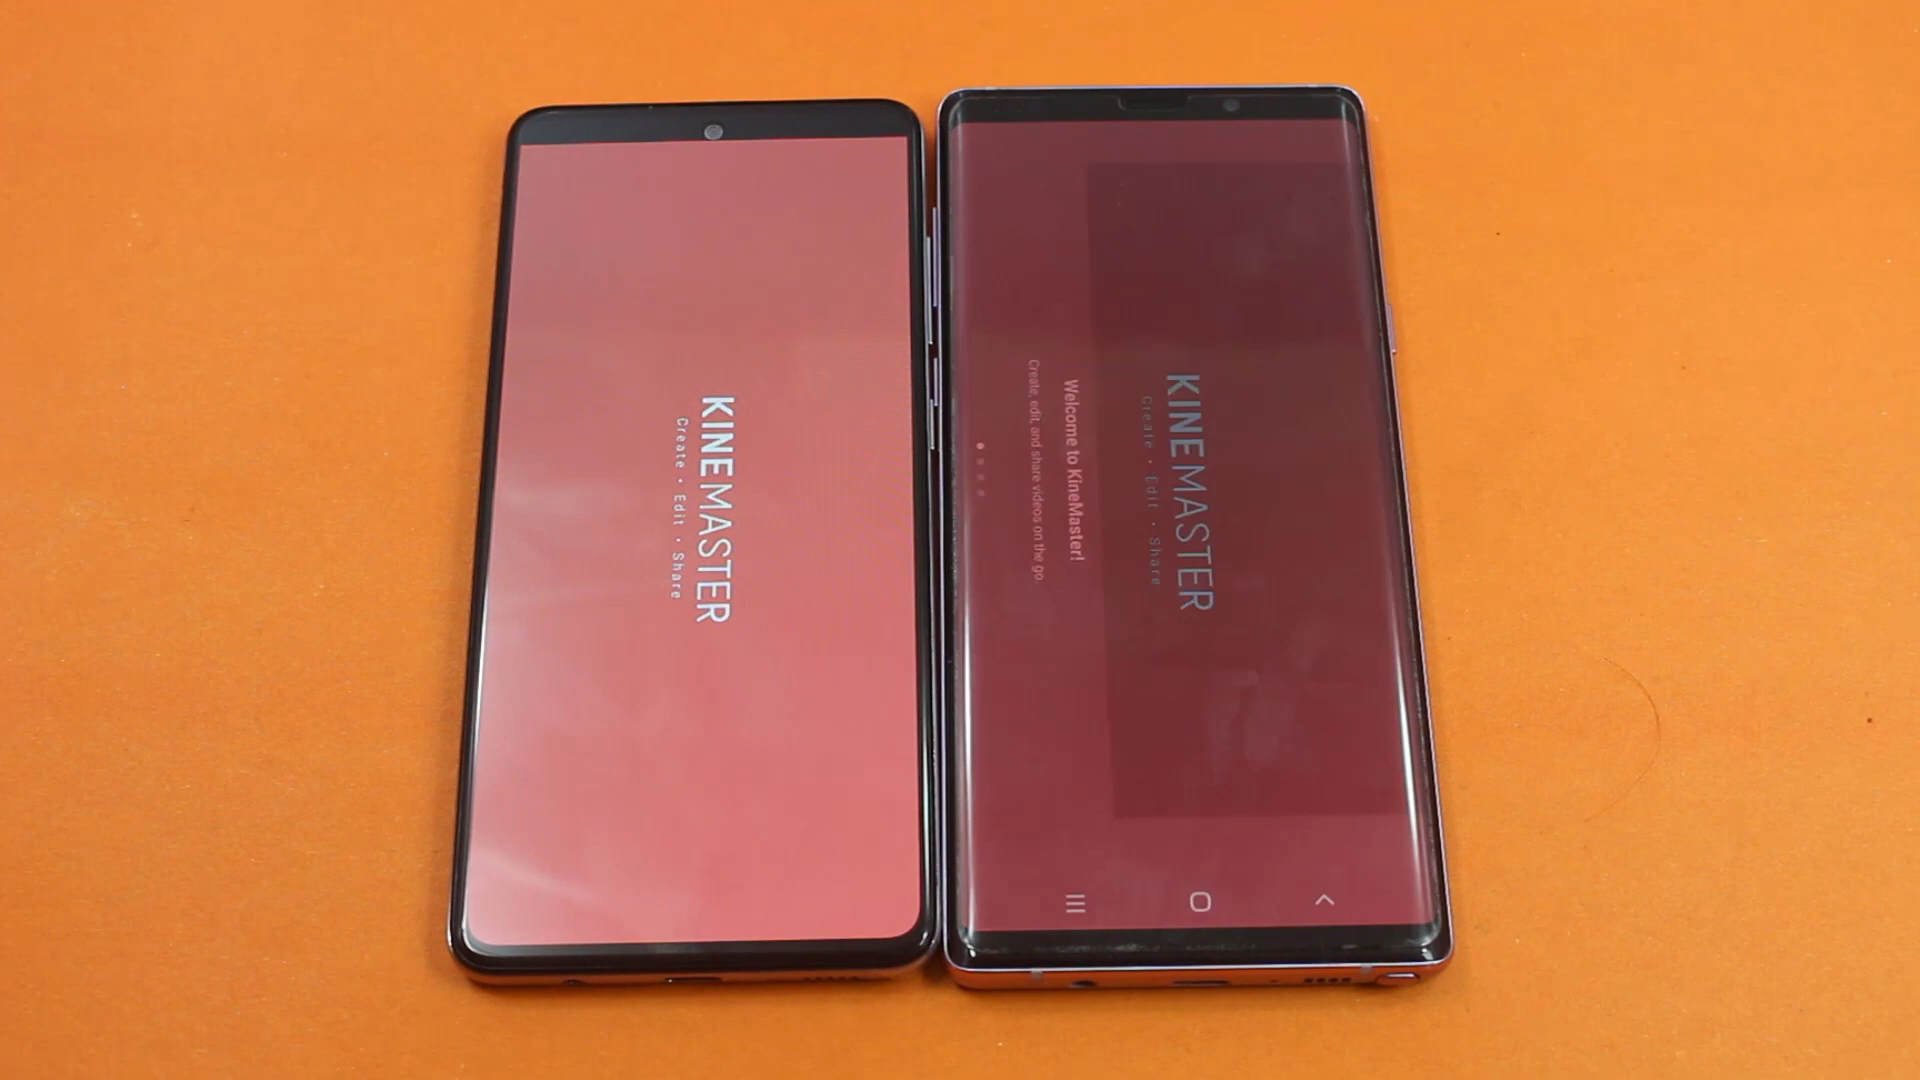 KINEMASTER
Create • Edit • Share
KINEMASTER
Create • Edit • Share
Welcome to KineMaster!
Create, edit, and share videos on the go.